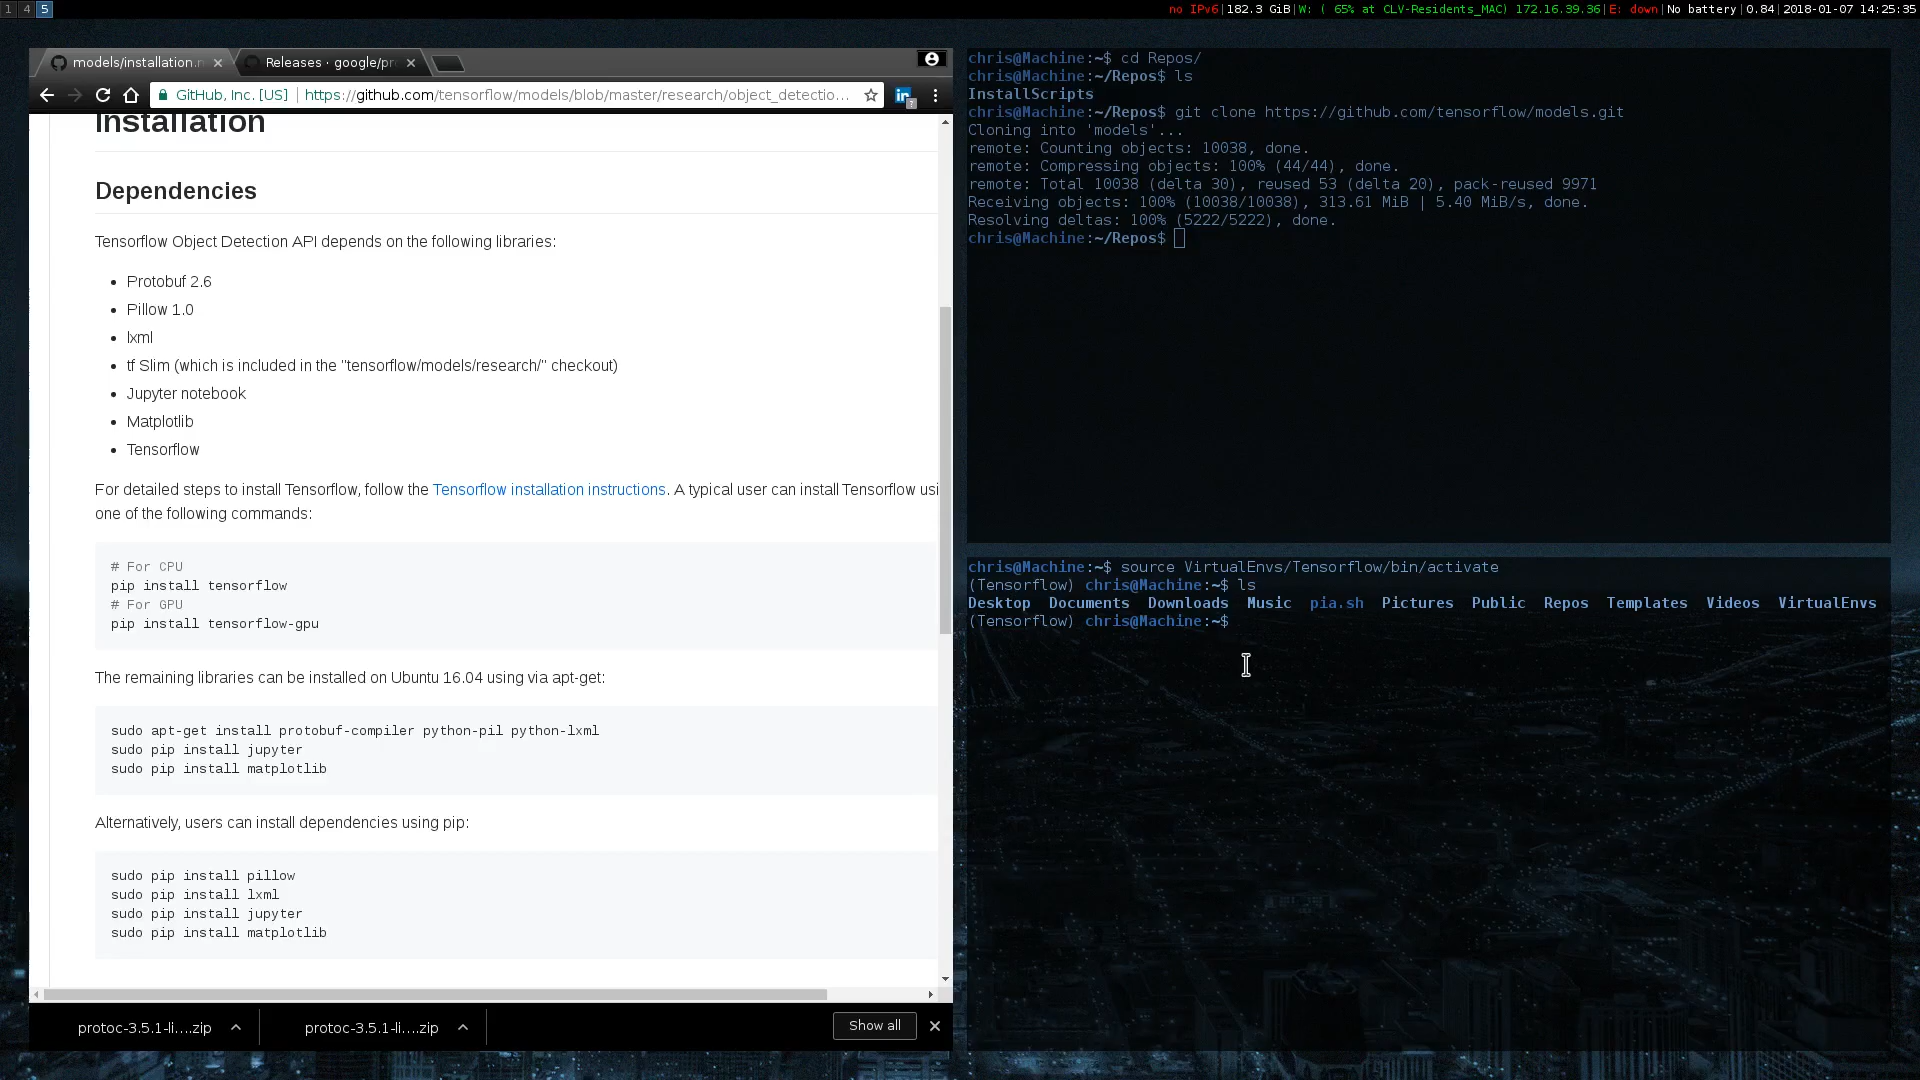 1 4 5
no IPv6|182.3 GiB|W: ( 65% at CLV-Residents_MAC) 172.16.39.36|E: down|No battery|0.84|2018-01-07 14:25:35
models/installation.m
Releases · google/pro
GitHub, Inc. [US] | https://github.com/tensorflow/models/blob/master/research/object_detectio...
Installation
Dependencies
Tensorflow Object Detection API depends on the following libraries:
• Protobuf 2.6
• Pillow 1.0
• lxml
• tf Slim (which is included in the "tensorflow/models/research/" checkout)
• Jupyter notebook
• Matplotlib
• Tensorflow
For detailed steps to install Tensorflow, follow the Tensorflow installation instructions. A typical user can install Tensorflow usi
one of the following commands:
# For CPU
pip install tensorflow
# For GPU
pip install tensorflow-gpu
The remaining libraries can be installed on Ubuntu 16.04 using via apt-get:
sudo apt-get install protobuf-compiler python-pil python-lxml
sudo pip install jupyter
sudo pip install matplotlib
Alternatively, users can install dependencies using pip:
sudo pip install pillow
sudo pip install lxml
sudo pip install jupyter
sudo pip install matplotlib
protoc-3.5.1-li....zip
protoc-3.5.1-li....zip
Show all
chris@Machine:~$ cd Repos/
chris@Machine:~/Repos$ ls
InstallScripts
chris@Machine:~/Repos$ git clone https://github.com/tensorflow/models.git
Cloning into 'models'...
remote: Counting objects: 10038, done.
remote: Compressing objects: 100% (44/44), done.
remote: Total 10038 (delta 30), reused 53 (delta 20), pack-reused 9971
Receiving objects: 100% (10038/10038), 313.61 MiB | 5.40 MiB/s, done.
Resolving deltas: 100% (5222/5222), done.
chris@Machine:~/Repos$
chris@Machine:~$ source VirtualEnvs/Tensorflow/bin/activate
(Tensorflow) chris@Machine:~$ ls
Desktop Documents Downloads Music pia.sh Pictures Public Repos Templates Videos VirtualEnvs
(Tensorflow) chris@Machine:~$